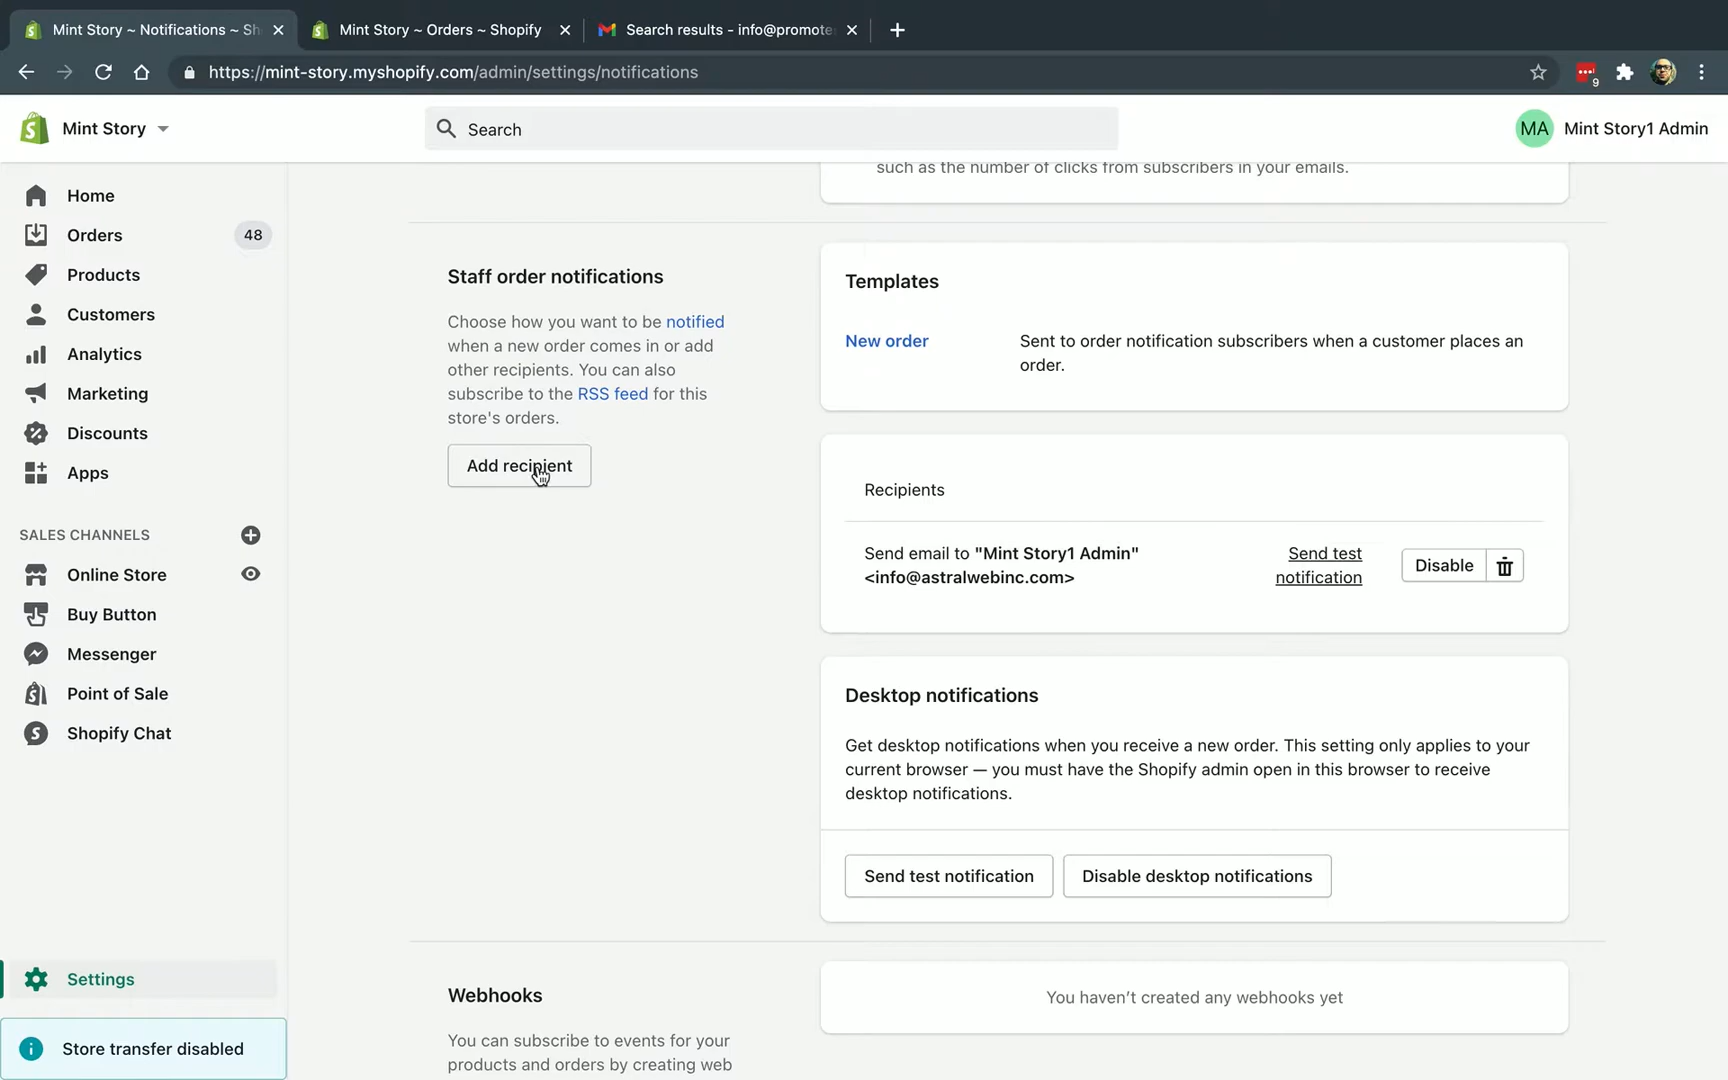 Mint Story ~ Notifications ~ Sh
Mint Story ~ Orders ~ Shopify
Search results - info@promote
https://mint-story.myshopify.com/admin/settings/notifications
9
Mint Story
Search
MA
Mint Story1 Admin
Home
Orders
48
Products
Customers
Analytics
Marketing
Discounts
Apps
SALES CHANNELS
Online Store
Buy Button
Messenger
Point of Sale
Shopify Chat
Settings
Store transfer disabled
such as the number of clicks from subscribers in your emails.
Staff order notifications
Choose how you want to be notified
when a new order comes in or add
other recipients. You can also
subscribe to the RSS feed for this
store's orders.
Add recipient
Templates
New order
Sent to order notification subscribers when a customer places an
order.
Recipients
Send email to "Mint Story1 Admin"
<info@astralwebinc.com>
Send test
notification
Disable
Desktop notifications
Get desktop notifications when you receive a new order. This setting only applies to your
current browser — you must have the Shopify admin open in this browser to receive
desktop notifications.
Send test notification
Disable desktop notifications
Webhooks
You can subscribe to events for your
products and orders by creating web
You haven’t created any webhooks yet